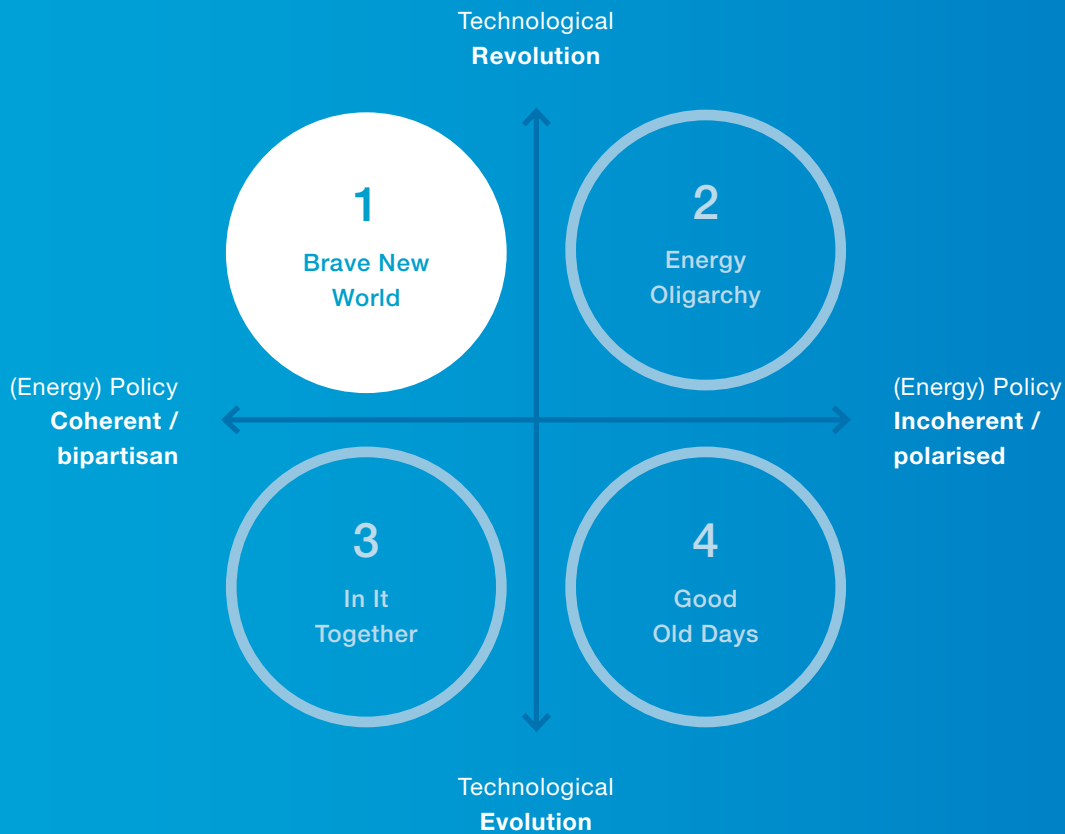 Technological
Revolution
1
Brave New
World
2
Energy
Oligarchy
(Energy) Policy
Coherent /
bipartisan
(Energy) Policy
Incoherent /
polarised
3
In It
Together
4
Good
Old Days
Technological
Evolution